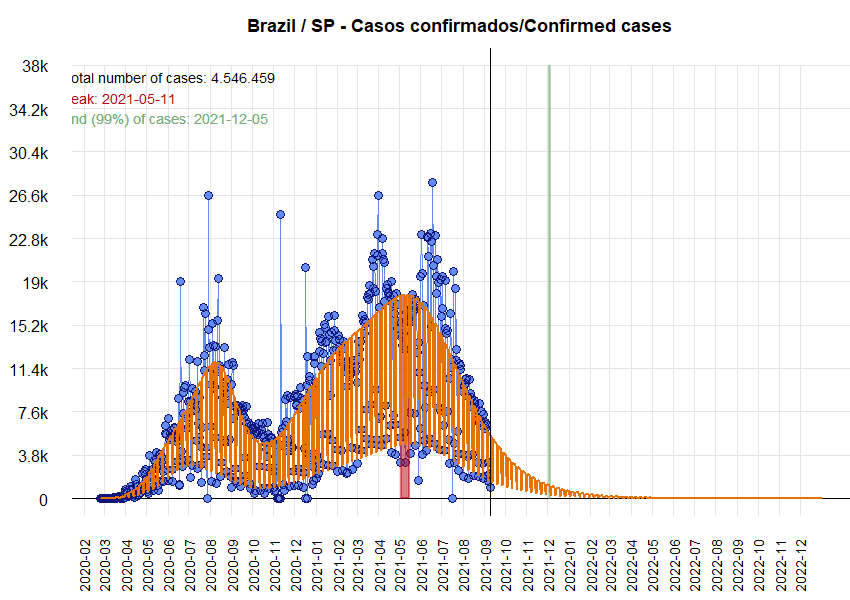 Brazil / SP - Casos confirmados/Confirmed cases
38k
34.2k
30.4k
26.6k
22.8k
19k
15.2k
11.4k
7.6k
3.8k
0
otal number of cases: 4.546.459
eak: 2021-05-11
nd (99%) of cases: 2021-12-05
2020-02
2020-03
2020-04
2020-05
2020-06
2020-07
2020-08
2020-09
2020-10
2020-11
2020-12
2021-01
2021-02
2021-03
2021-04
2021-05
2021-06
2021-07
2021-08
2021-09
2021-10
2021-11
2021-12
2022-01
2022-02
2022-03
2022-04
2022-05
2022-06
2022-07
2022-08
2022-09
2022-10
2022-11
2022-12